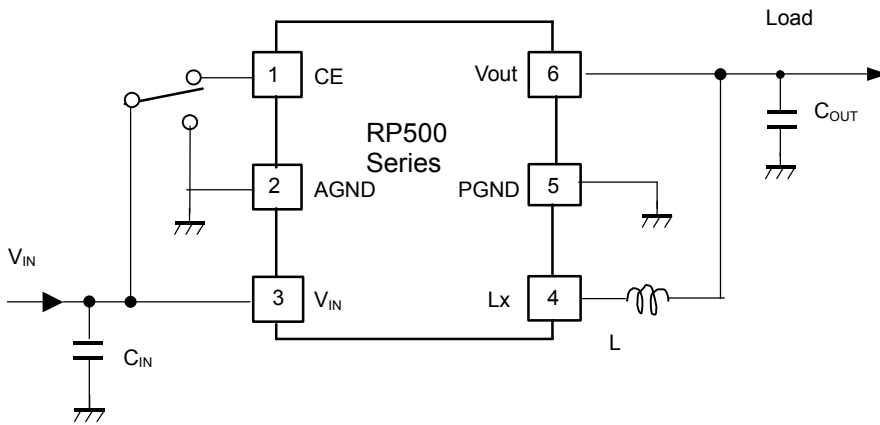 Load
1 CE
Vout 6
RP500
Series
C_OUT
2 AGND
PGND 5
V_IN
3 V_IN
Lx 4
C_IN
L